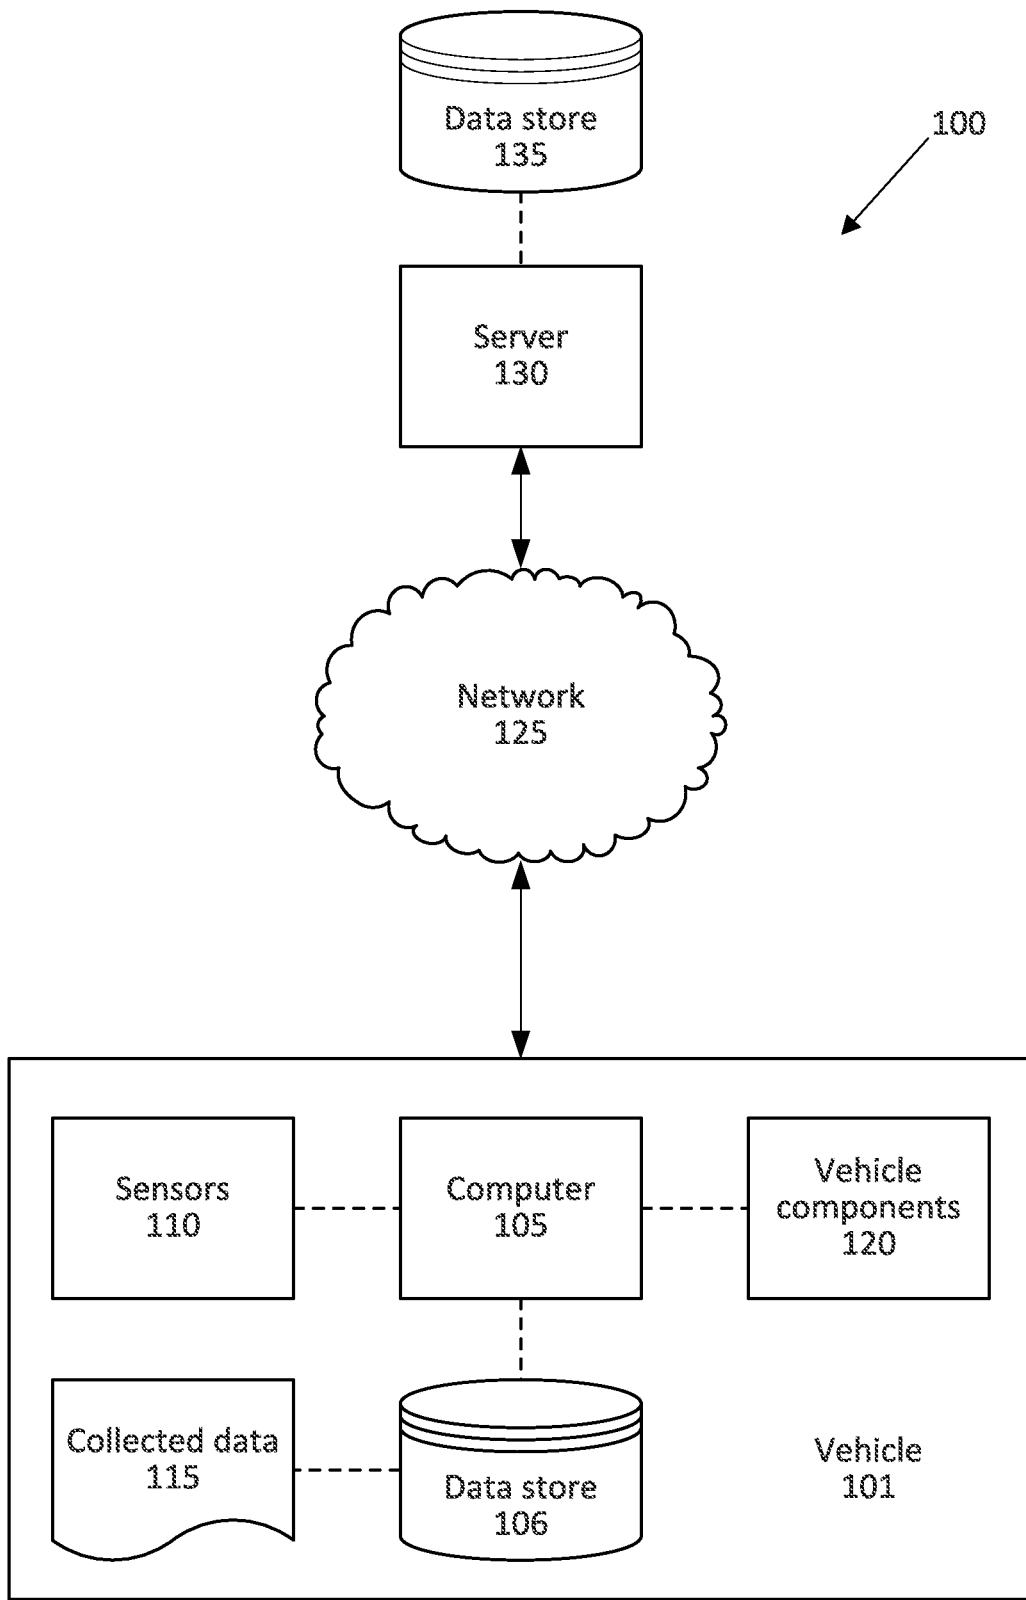 Data store
135
100
Server
130
Network
125
Sensors
110
Computer
105
Vehicle
components
120
Collected data
115
Data store
106
Vehicle
101